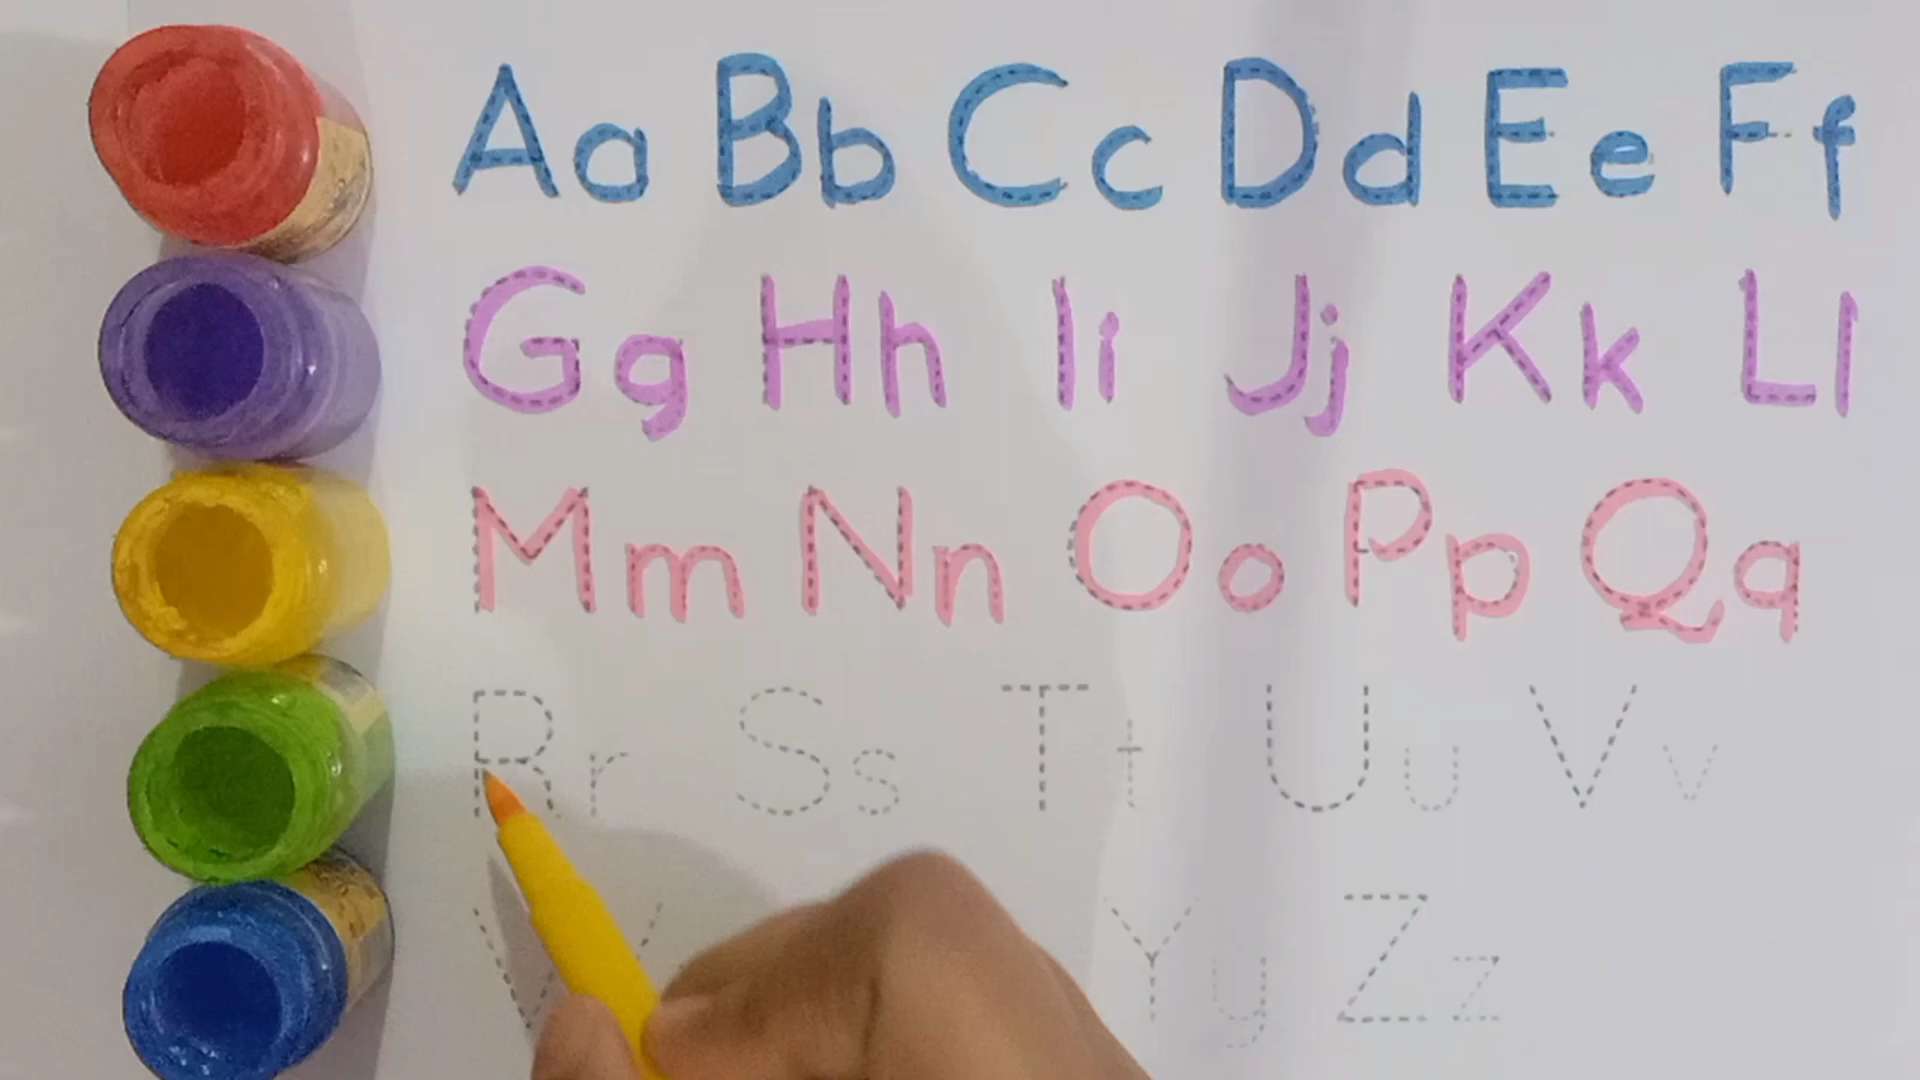 Aa Bb Cc Dd Ee Ff
Gg Hh Ii Jj Kk Ll
Mm Nn Oo Pp Qq
Rr Ss Tt Uu Vv
Yy Zz